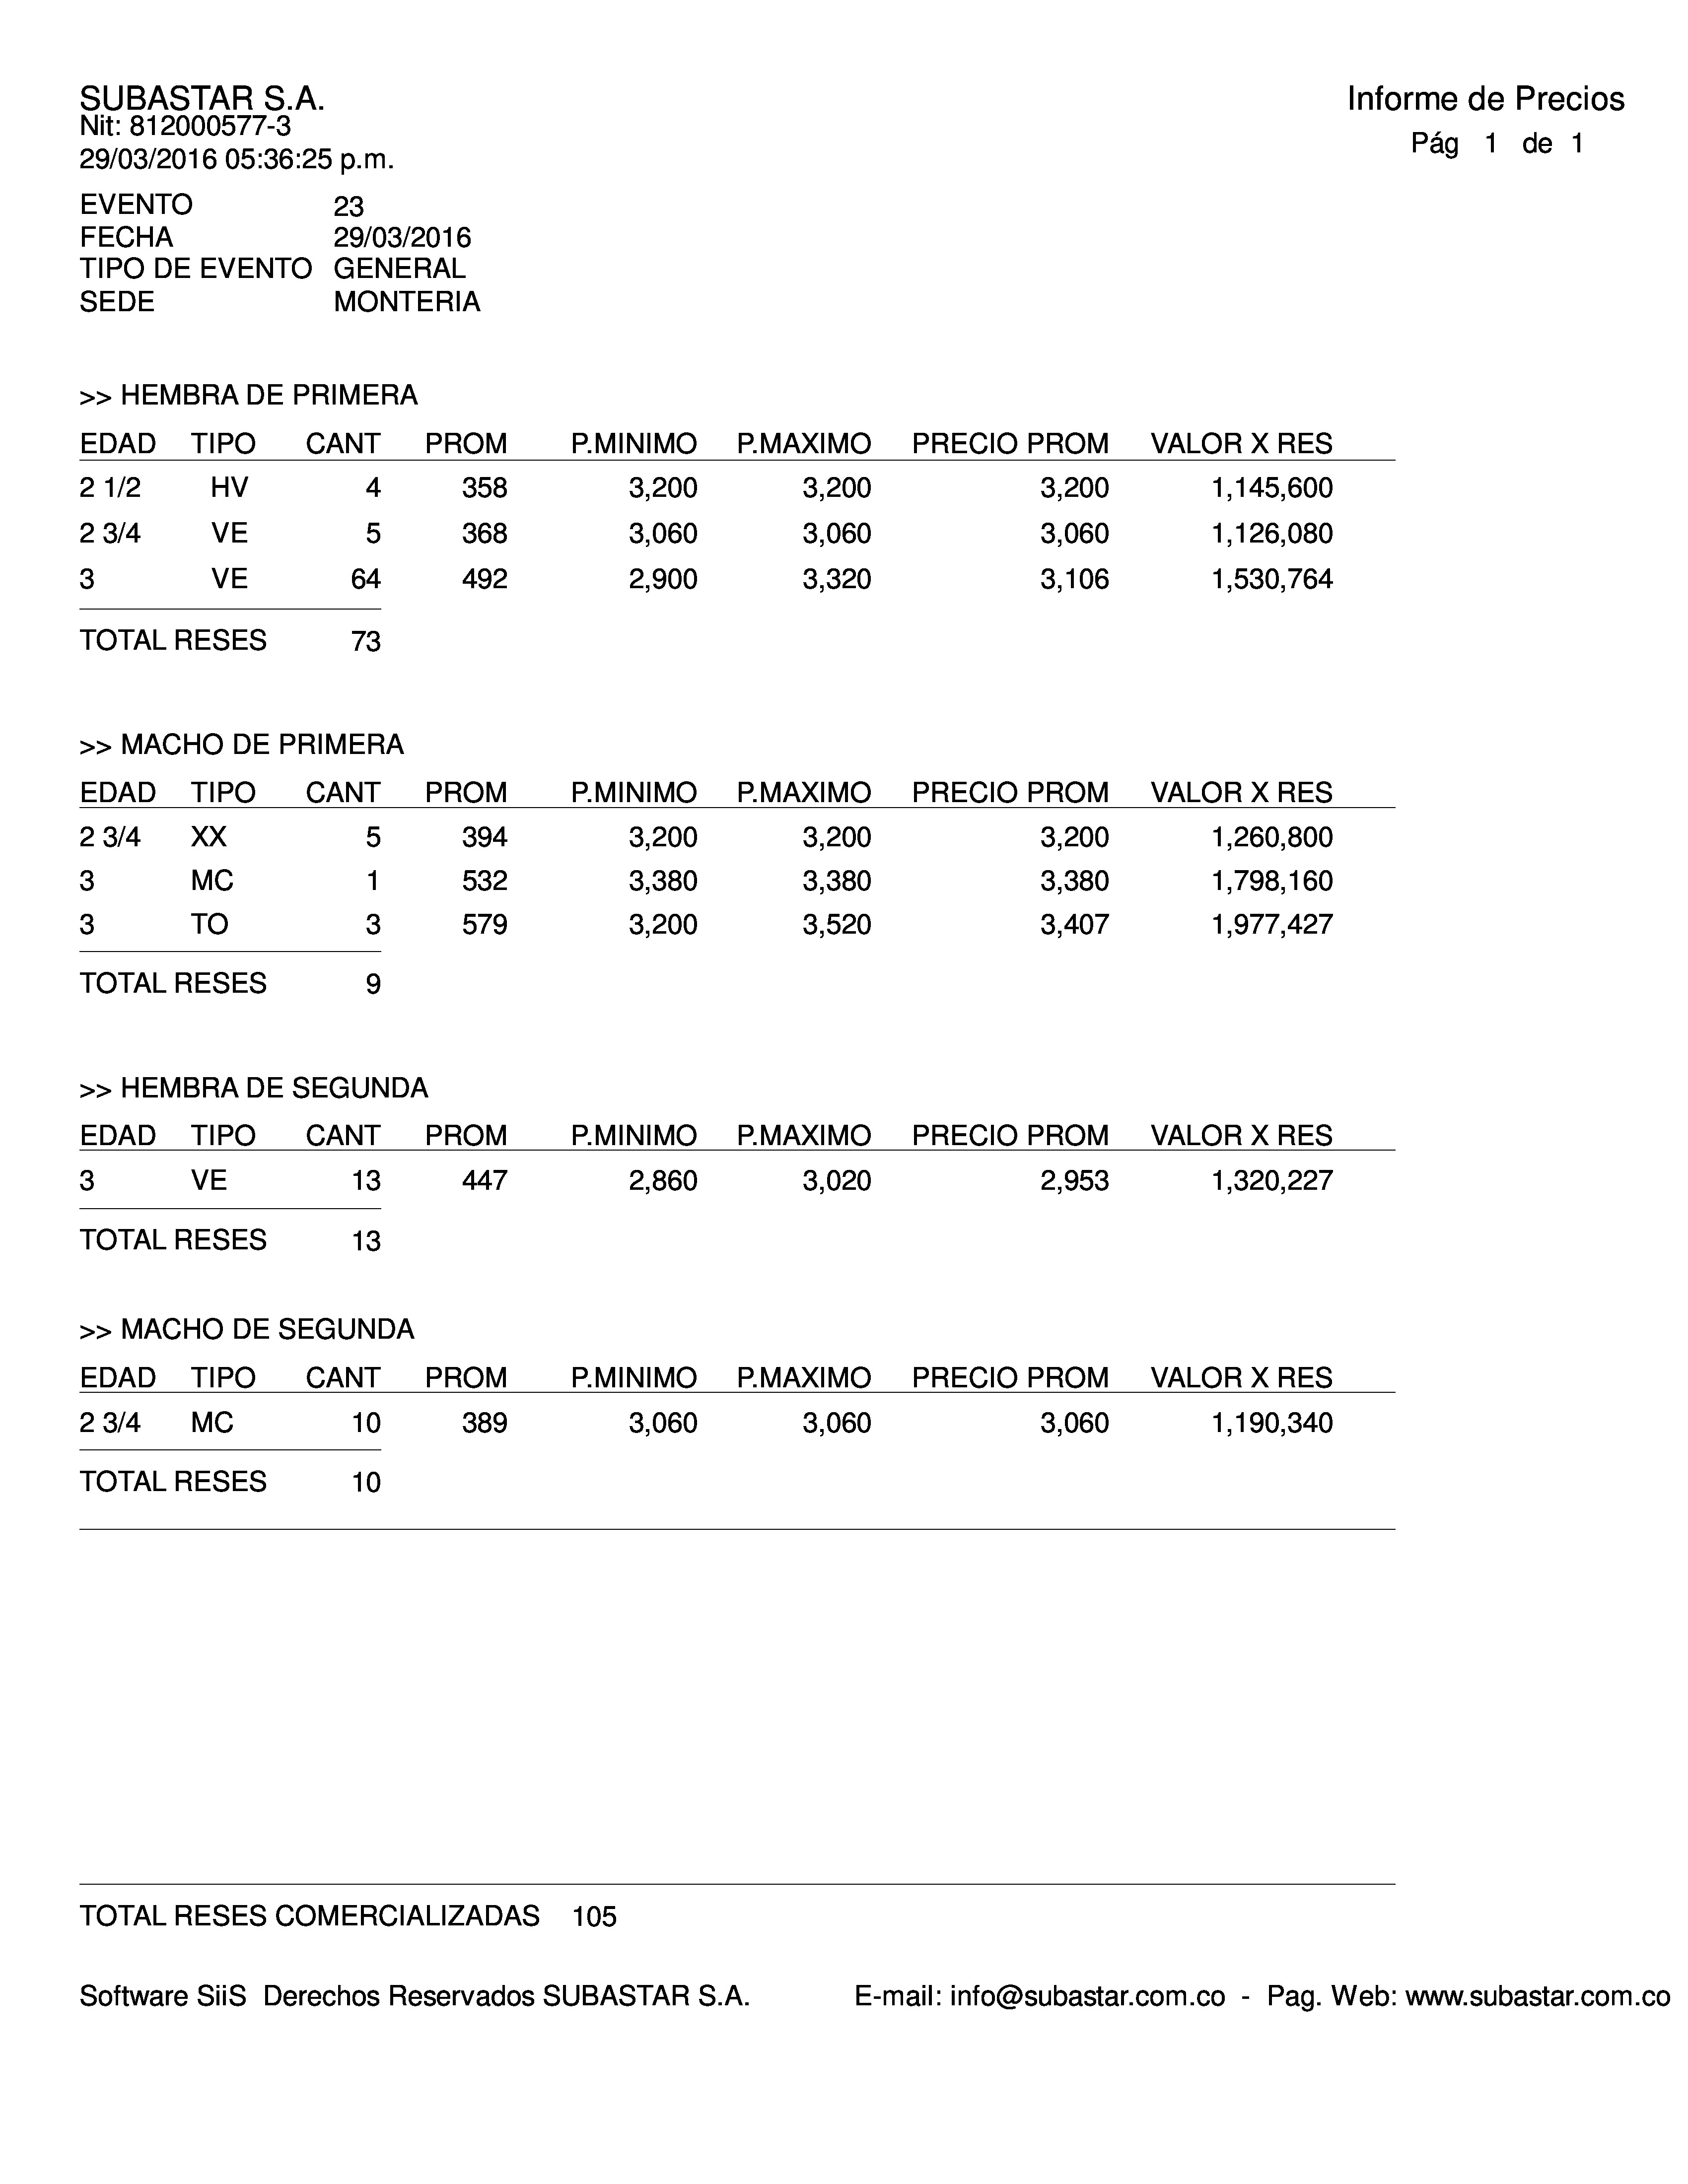 SUBASTAR S.A.
Informe de Precios
Nit: 812000577-3
Pág 1 de 1
29/03/2016 05:36:25 p.m.
EVENTO 23
FECHA 29/03/2016
TIPO DE EVENTO GENERAL
SEDE MONTERIA
>> HEMBRA DE PRIMERA
EDAD TIPO CANT PROM P.MINIMO P.MAXIMO PRECIO PROM VALOR X RES
2 1/2 HV 4 358 3,200 3,200 3,200 1,145,600
2 3/4 VE 5 368 3,060 3,060 3,060 1,126,080
3 VE 64 492 2,900 3,320 3,106 1,530,764
TOTAL RESES 73
>> MACHO DE PRIMERA
EDAD TIPO CANT PROM P.MINIMO P.MAXIMO PRECIO PROM VALOR X RES
2 3/4 XX 5 394 3,200 3,200 3,200 1,260,800
3 MC 1 532 3,380 3,380 3,380 1,798,160
3 TO 3 579 3,200 3,520 3,407 1,977,427
TOTAL RESES 9
>> HEMBRA DE SEGUNDA
EDAD TIPO CANT PROM P.MINIMO P.MAXIMO PRECIO PROM VALOR X RES
3 VE 13 447 2,860 3,020 2,953 1,320,227
TOTAL RESES 13
>> MACHO DE SEGUNDA
EDAD TIPO CANT PROM P.MINIMO P.MAXIMO PRECIO PROM VALOR X RES
2 3/4 MC 10 389 3,060 3,060 3,060 1,190,340
TOTAL RESES 10
TOTAL RESES COMERCIALIZADAS 105
Software SiiS Derechos Reservados SUBASTAR S.A. E-mail: info@subastar.com.co - Pag. Web: www.subastar.com.co